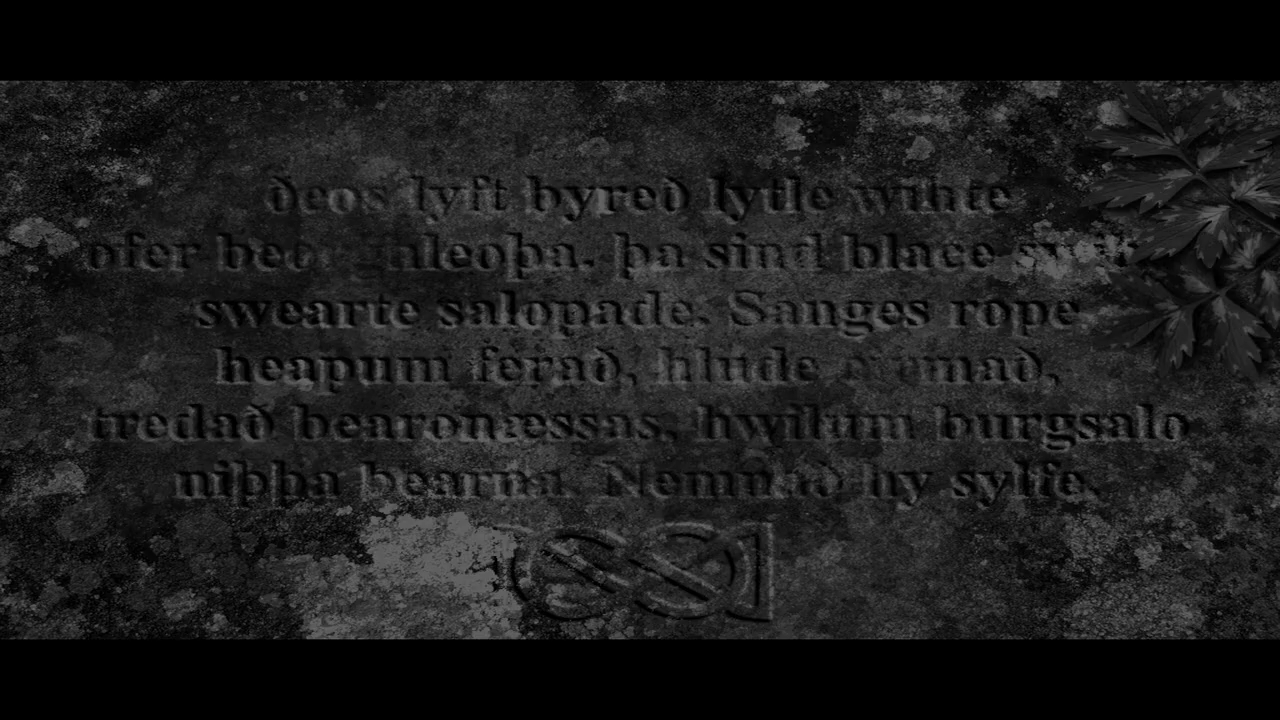 ðeos lyft byreð lytle wihte
ofer aleoþa. þa sind blace
swearte salopade. Sanges rope
heapum ferað, hlude
tredað bearonæssas, hwilum burgsalo
niþþa bearna. Nemnað hy sylfe.